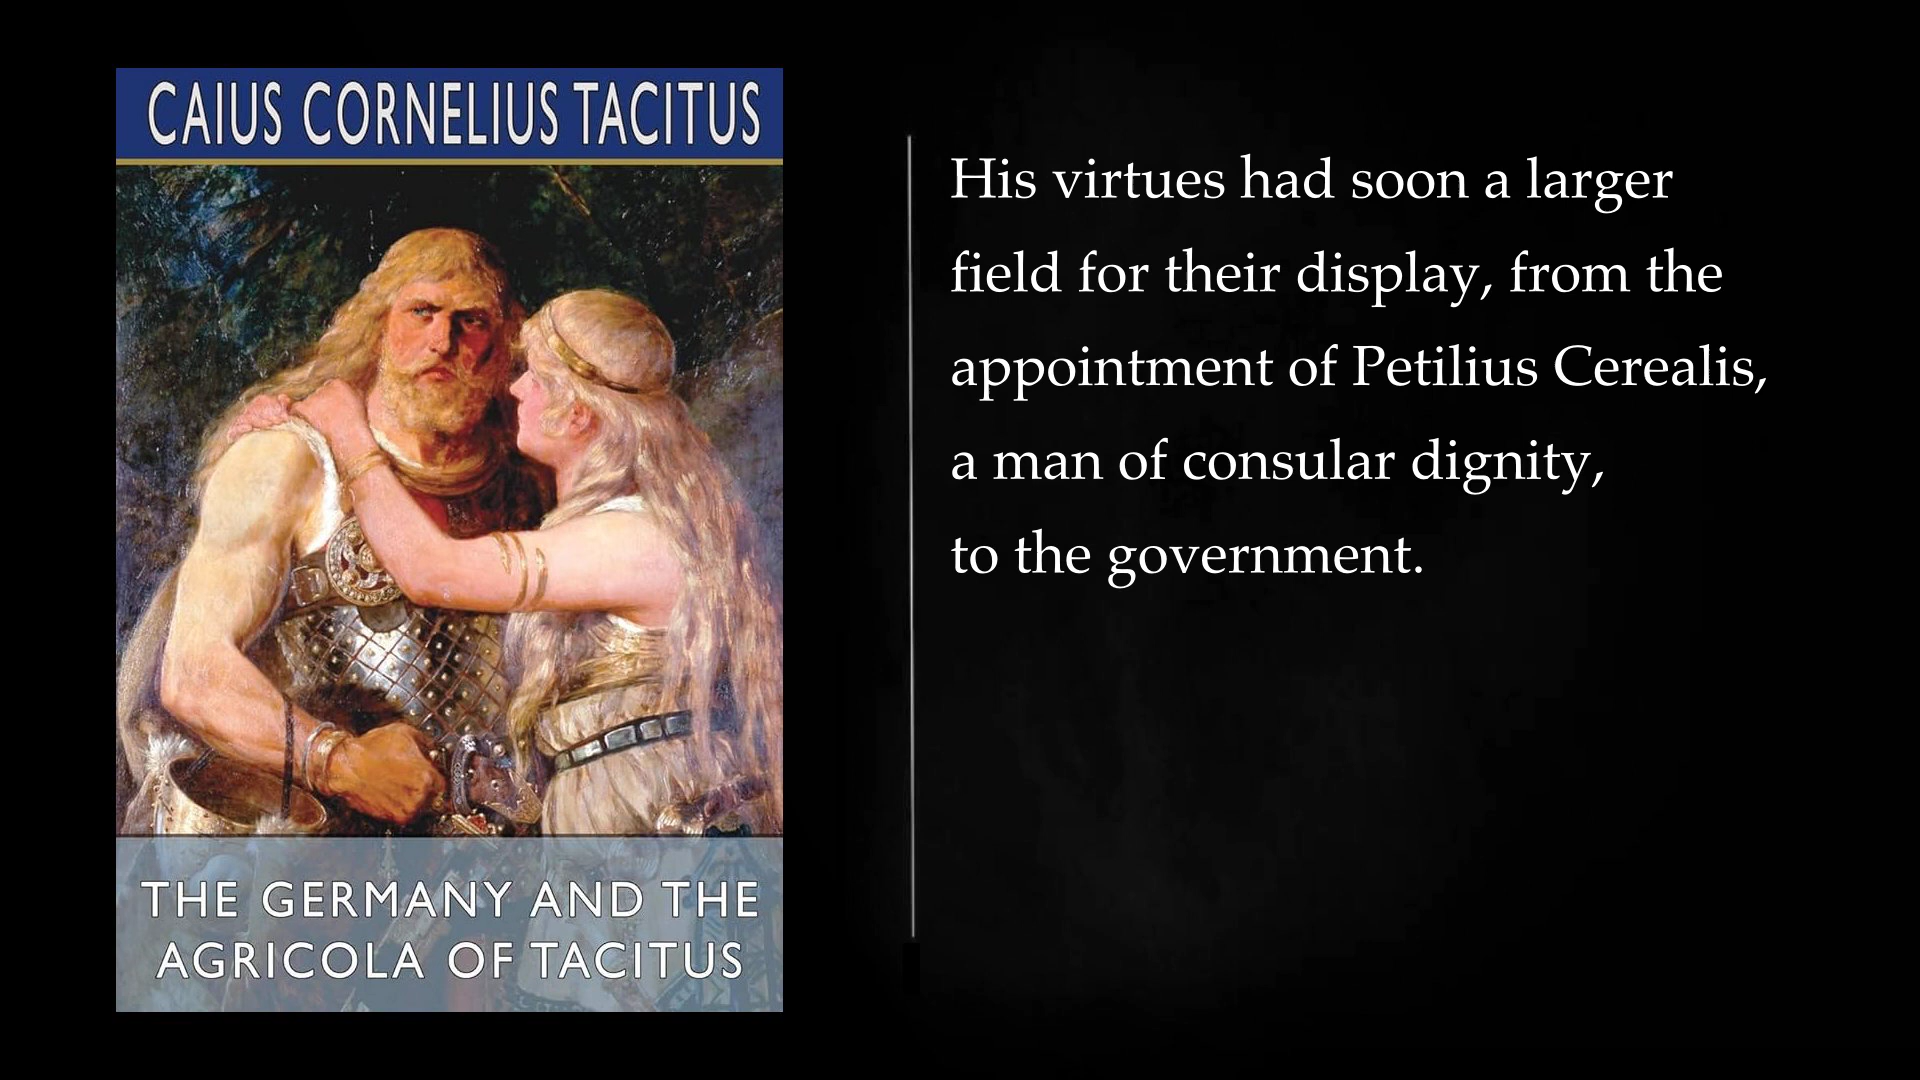 CAIUS CORNELIUS TACITUS
THE GERMANY AND THE
AGRICOLA OF TACITUS
His virtues had soon a larger
field for their display, from the
appointment of Petilius Cerealis,
a man of consular dignity,
to the government.